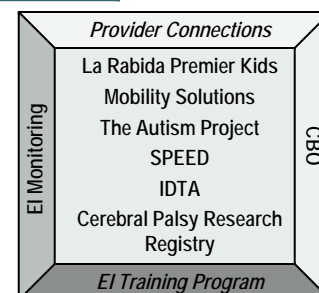 Provider Connections
EI Monitoring
La Rabida Premier Kids
Mobility Solutions
The Autism Project
SPEED
IDTA
Cerebral Palsy Research
Registry
CBO
EI Training Program